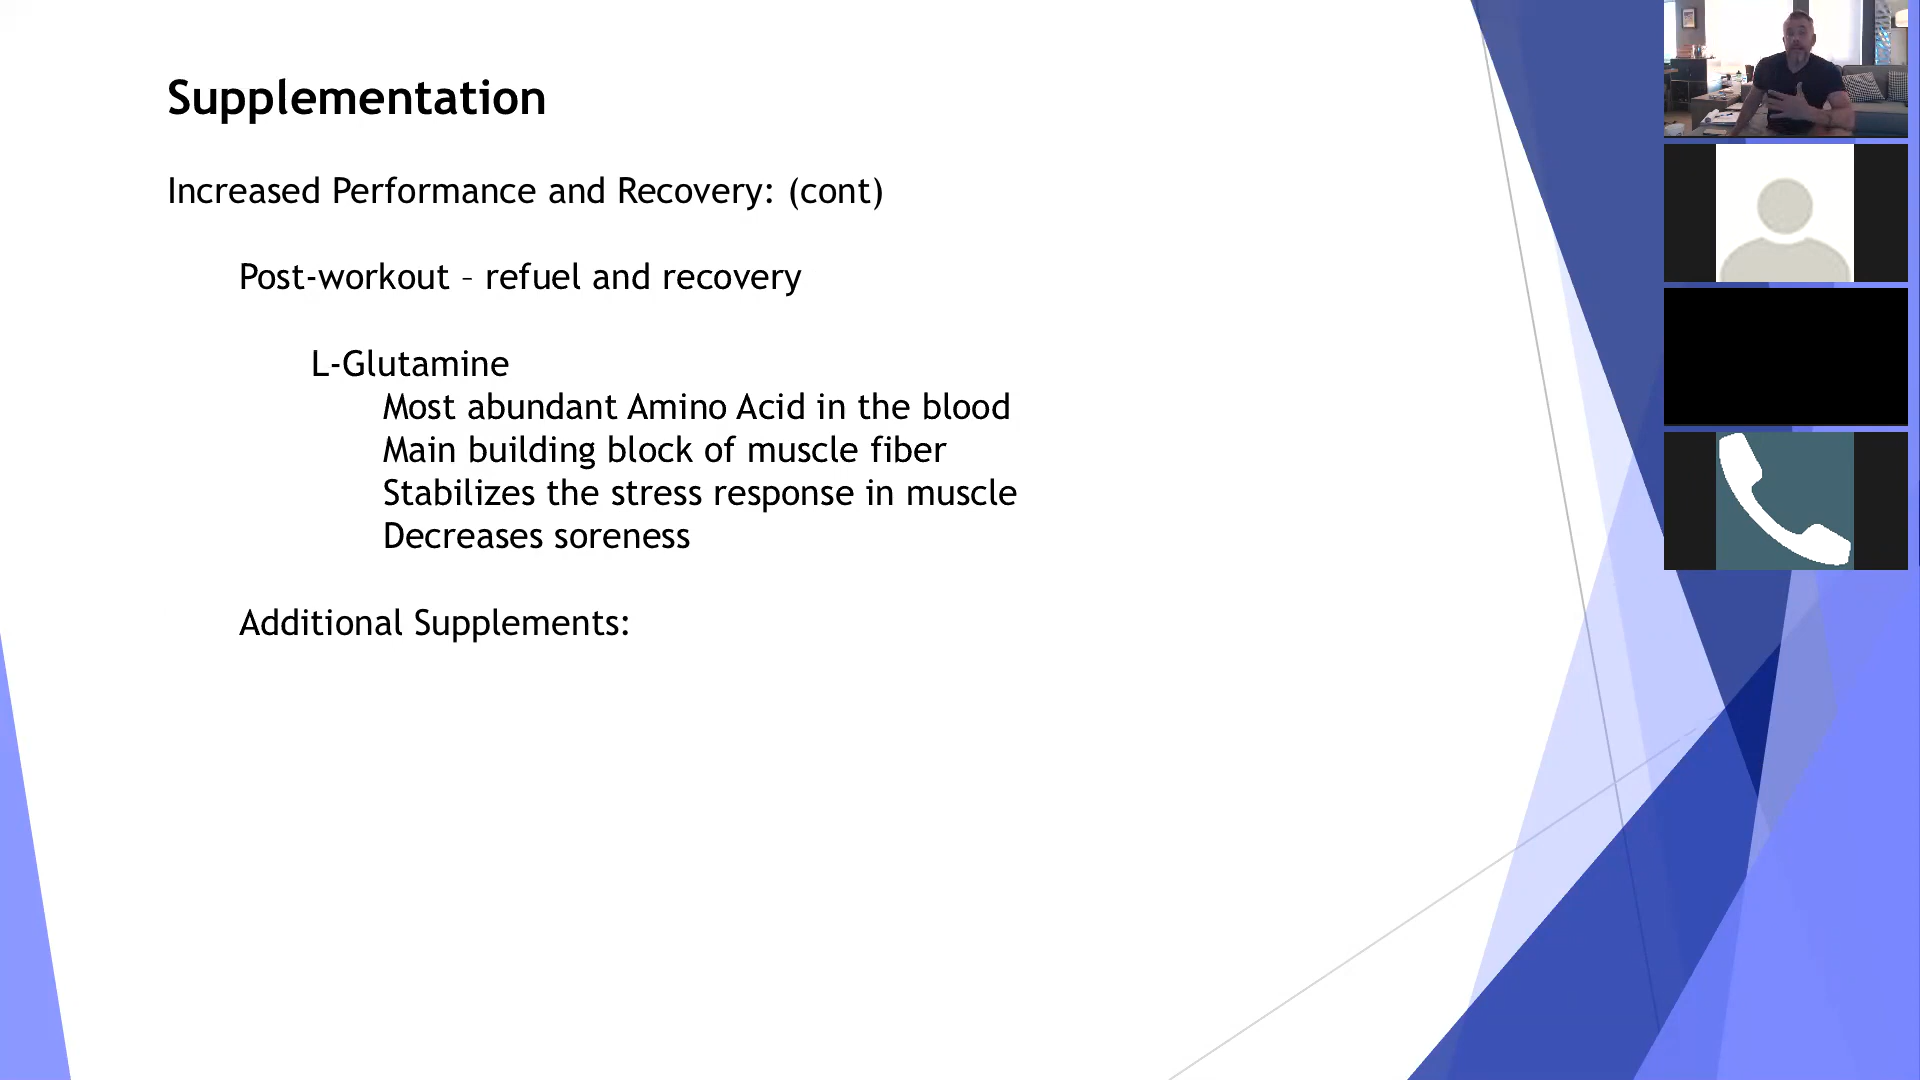 Supplementation
Increased Performance and Recovery: (cont)
Post-workout – refuel and recovery
L-Glutamine
Most abundant Amino Acid in the blood
Main building block of muscle fiber
Stabilizes the stress response in muscle
Decreases soreness
Additional Supplements: